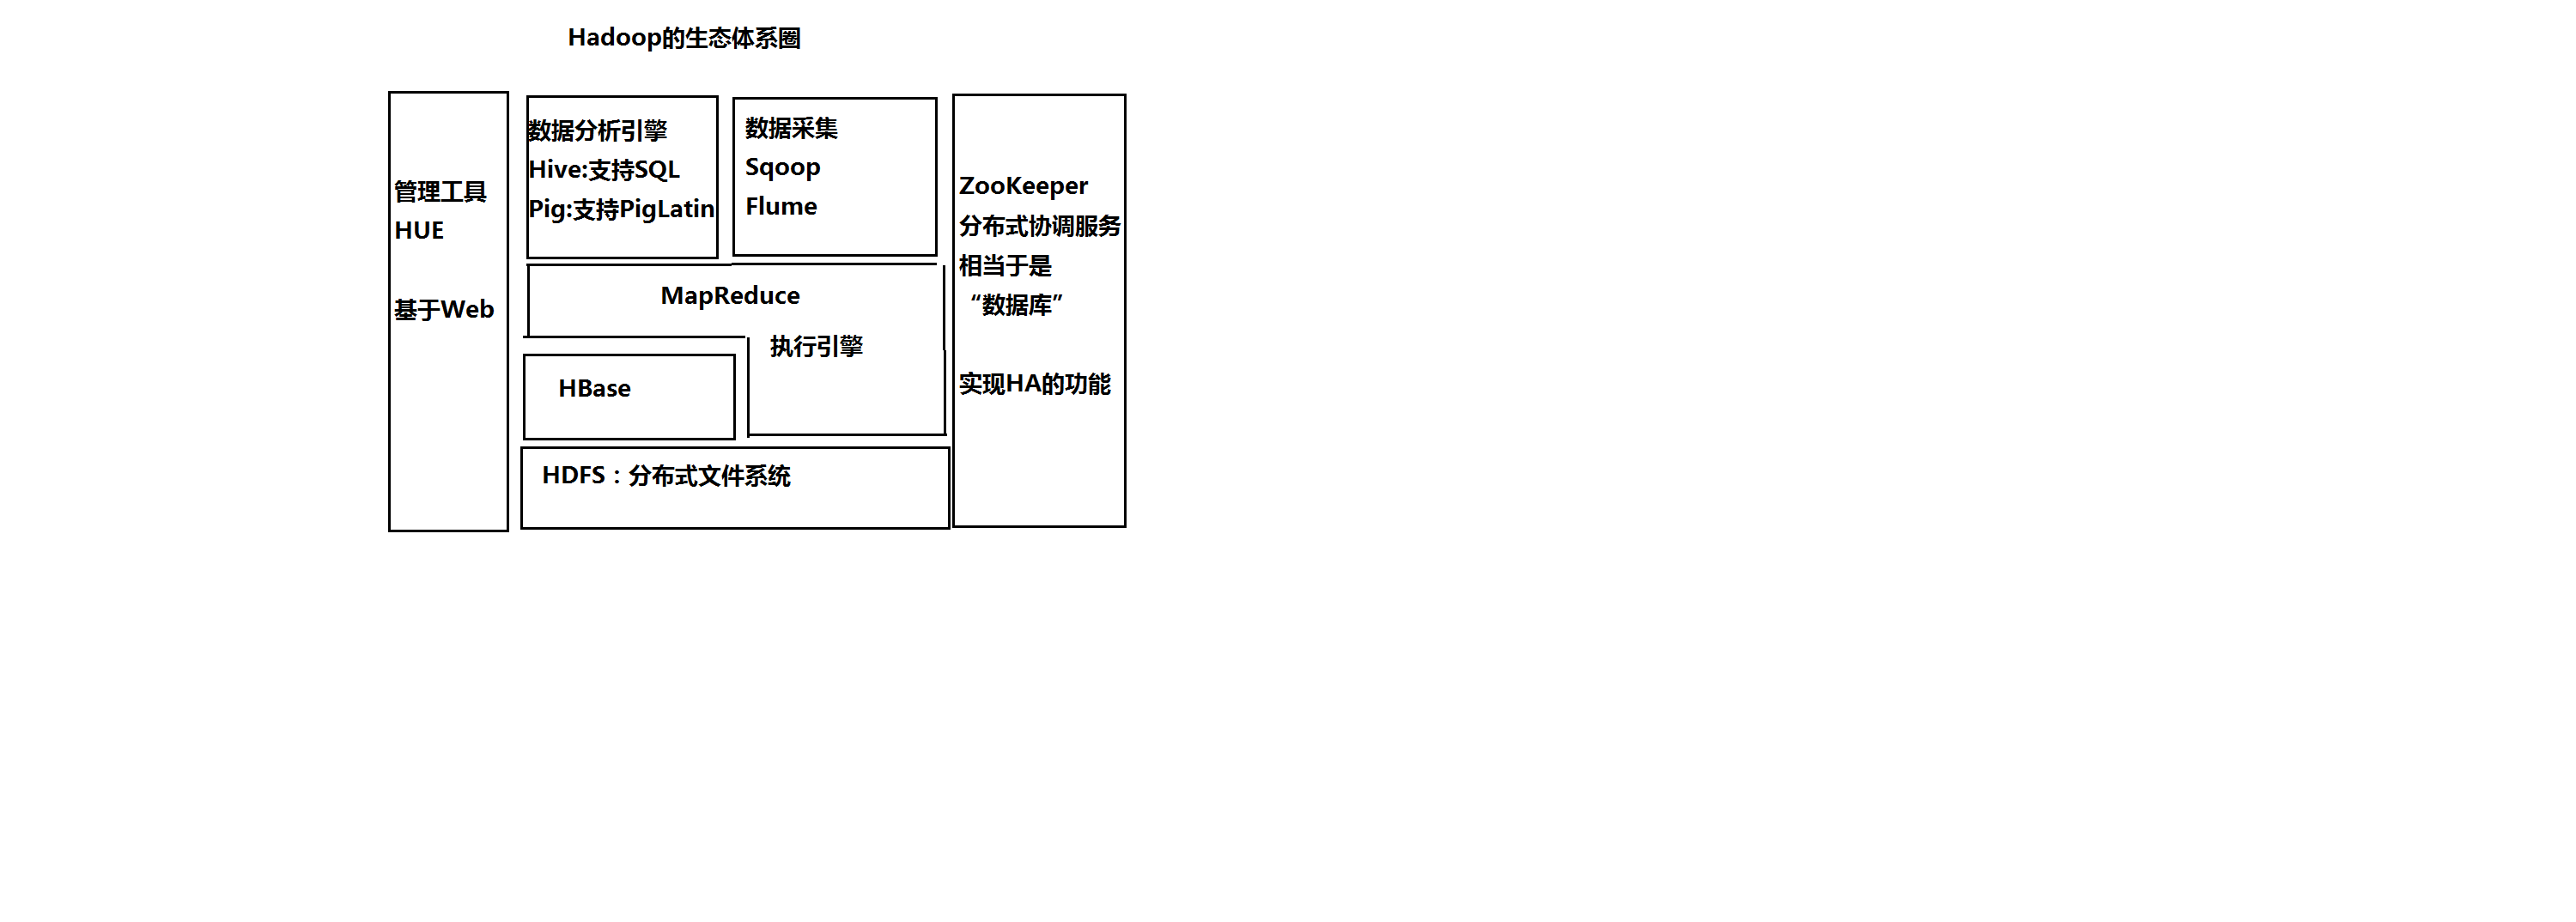 Hadoop的生态体系圈
管理工具
HUE
基于Web
数据分析引擎
Hive:支持SQL
Pig:支持PigLatin
数据采集
Sqoop
Flume
MapReduce
执行引擎
HBase
HDFS：分布式文件系统
ZooKeeper
分布式协调服务
相当于是
“数据库”
实现HA的功能